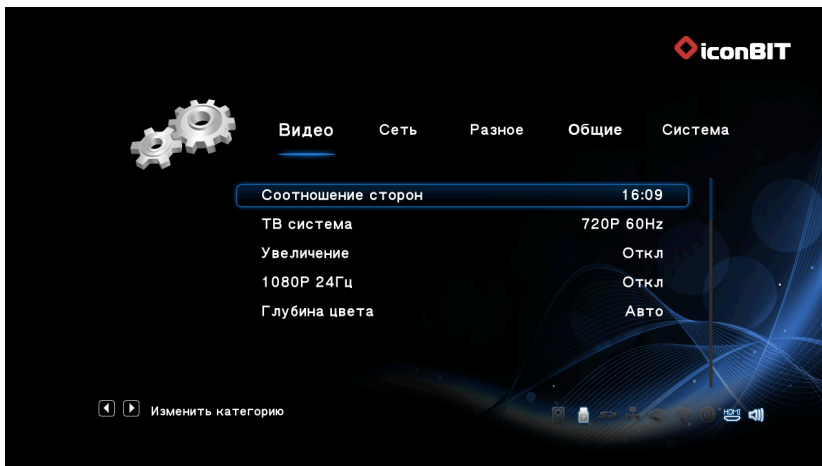 iconBIT
Видео Сеть Разное Общие Система
Соотношение сторон 16:09
ТВ система 720P 60Hz
Увеличение Откл
1080P 24Гц Откл
Глубина цвета Авто
Изменить категорию
HDMI